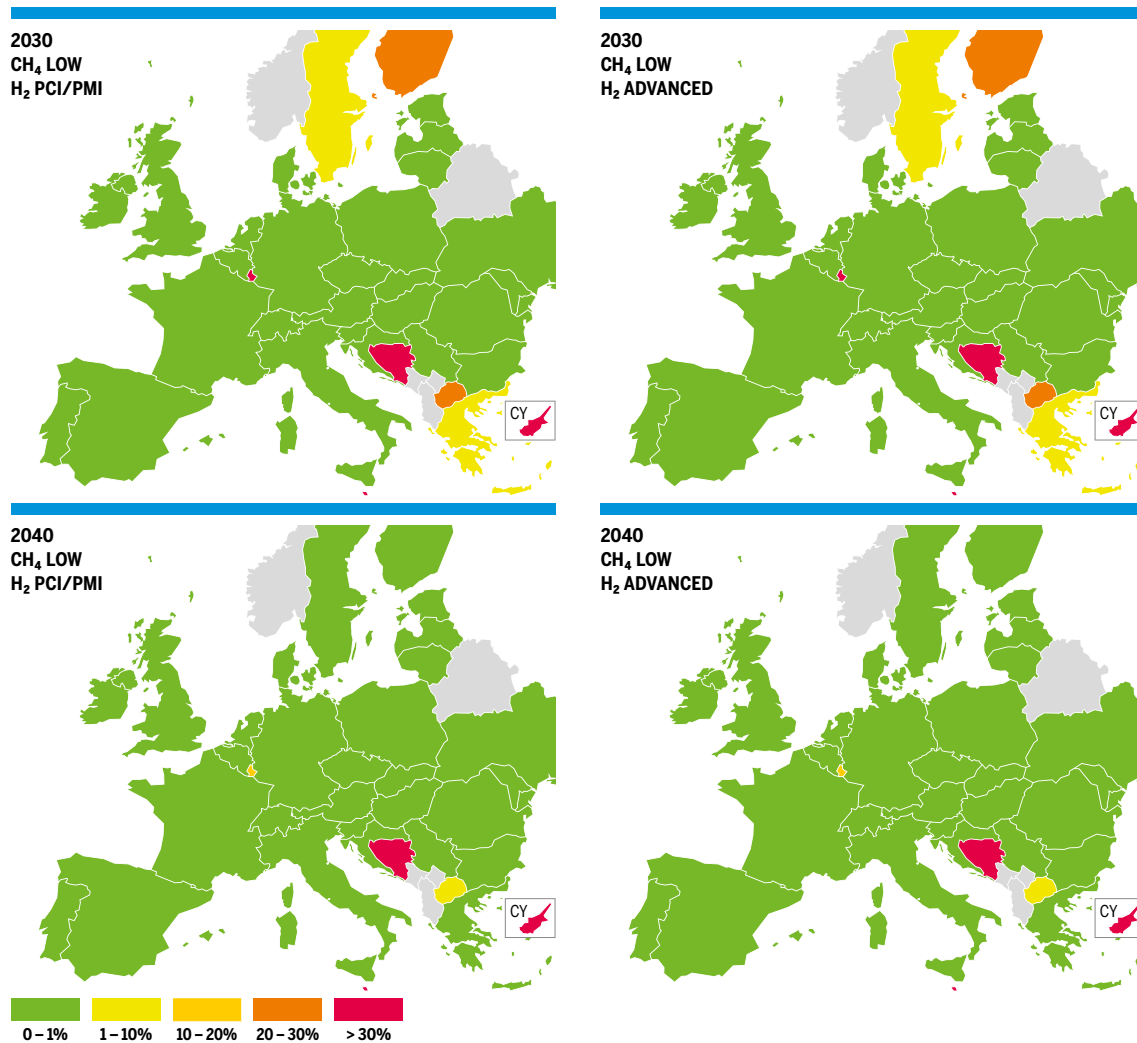 2030
CH₄ LOW
H₂ PCI/PMI
CY
2030
CH₄ LOW
H₂ ADVANCED
CY
2040
CH₄ LOW
H₂ PCI/PMI
CY
2040
CH₄ LOW
H₂ ADVANCED
CY
0 – 1% 1 – 10% 10 – 20% 20 – 30% > 30%